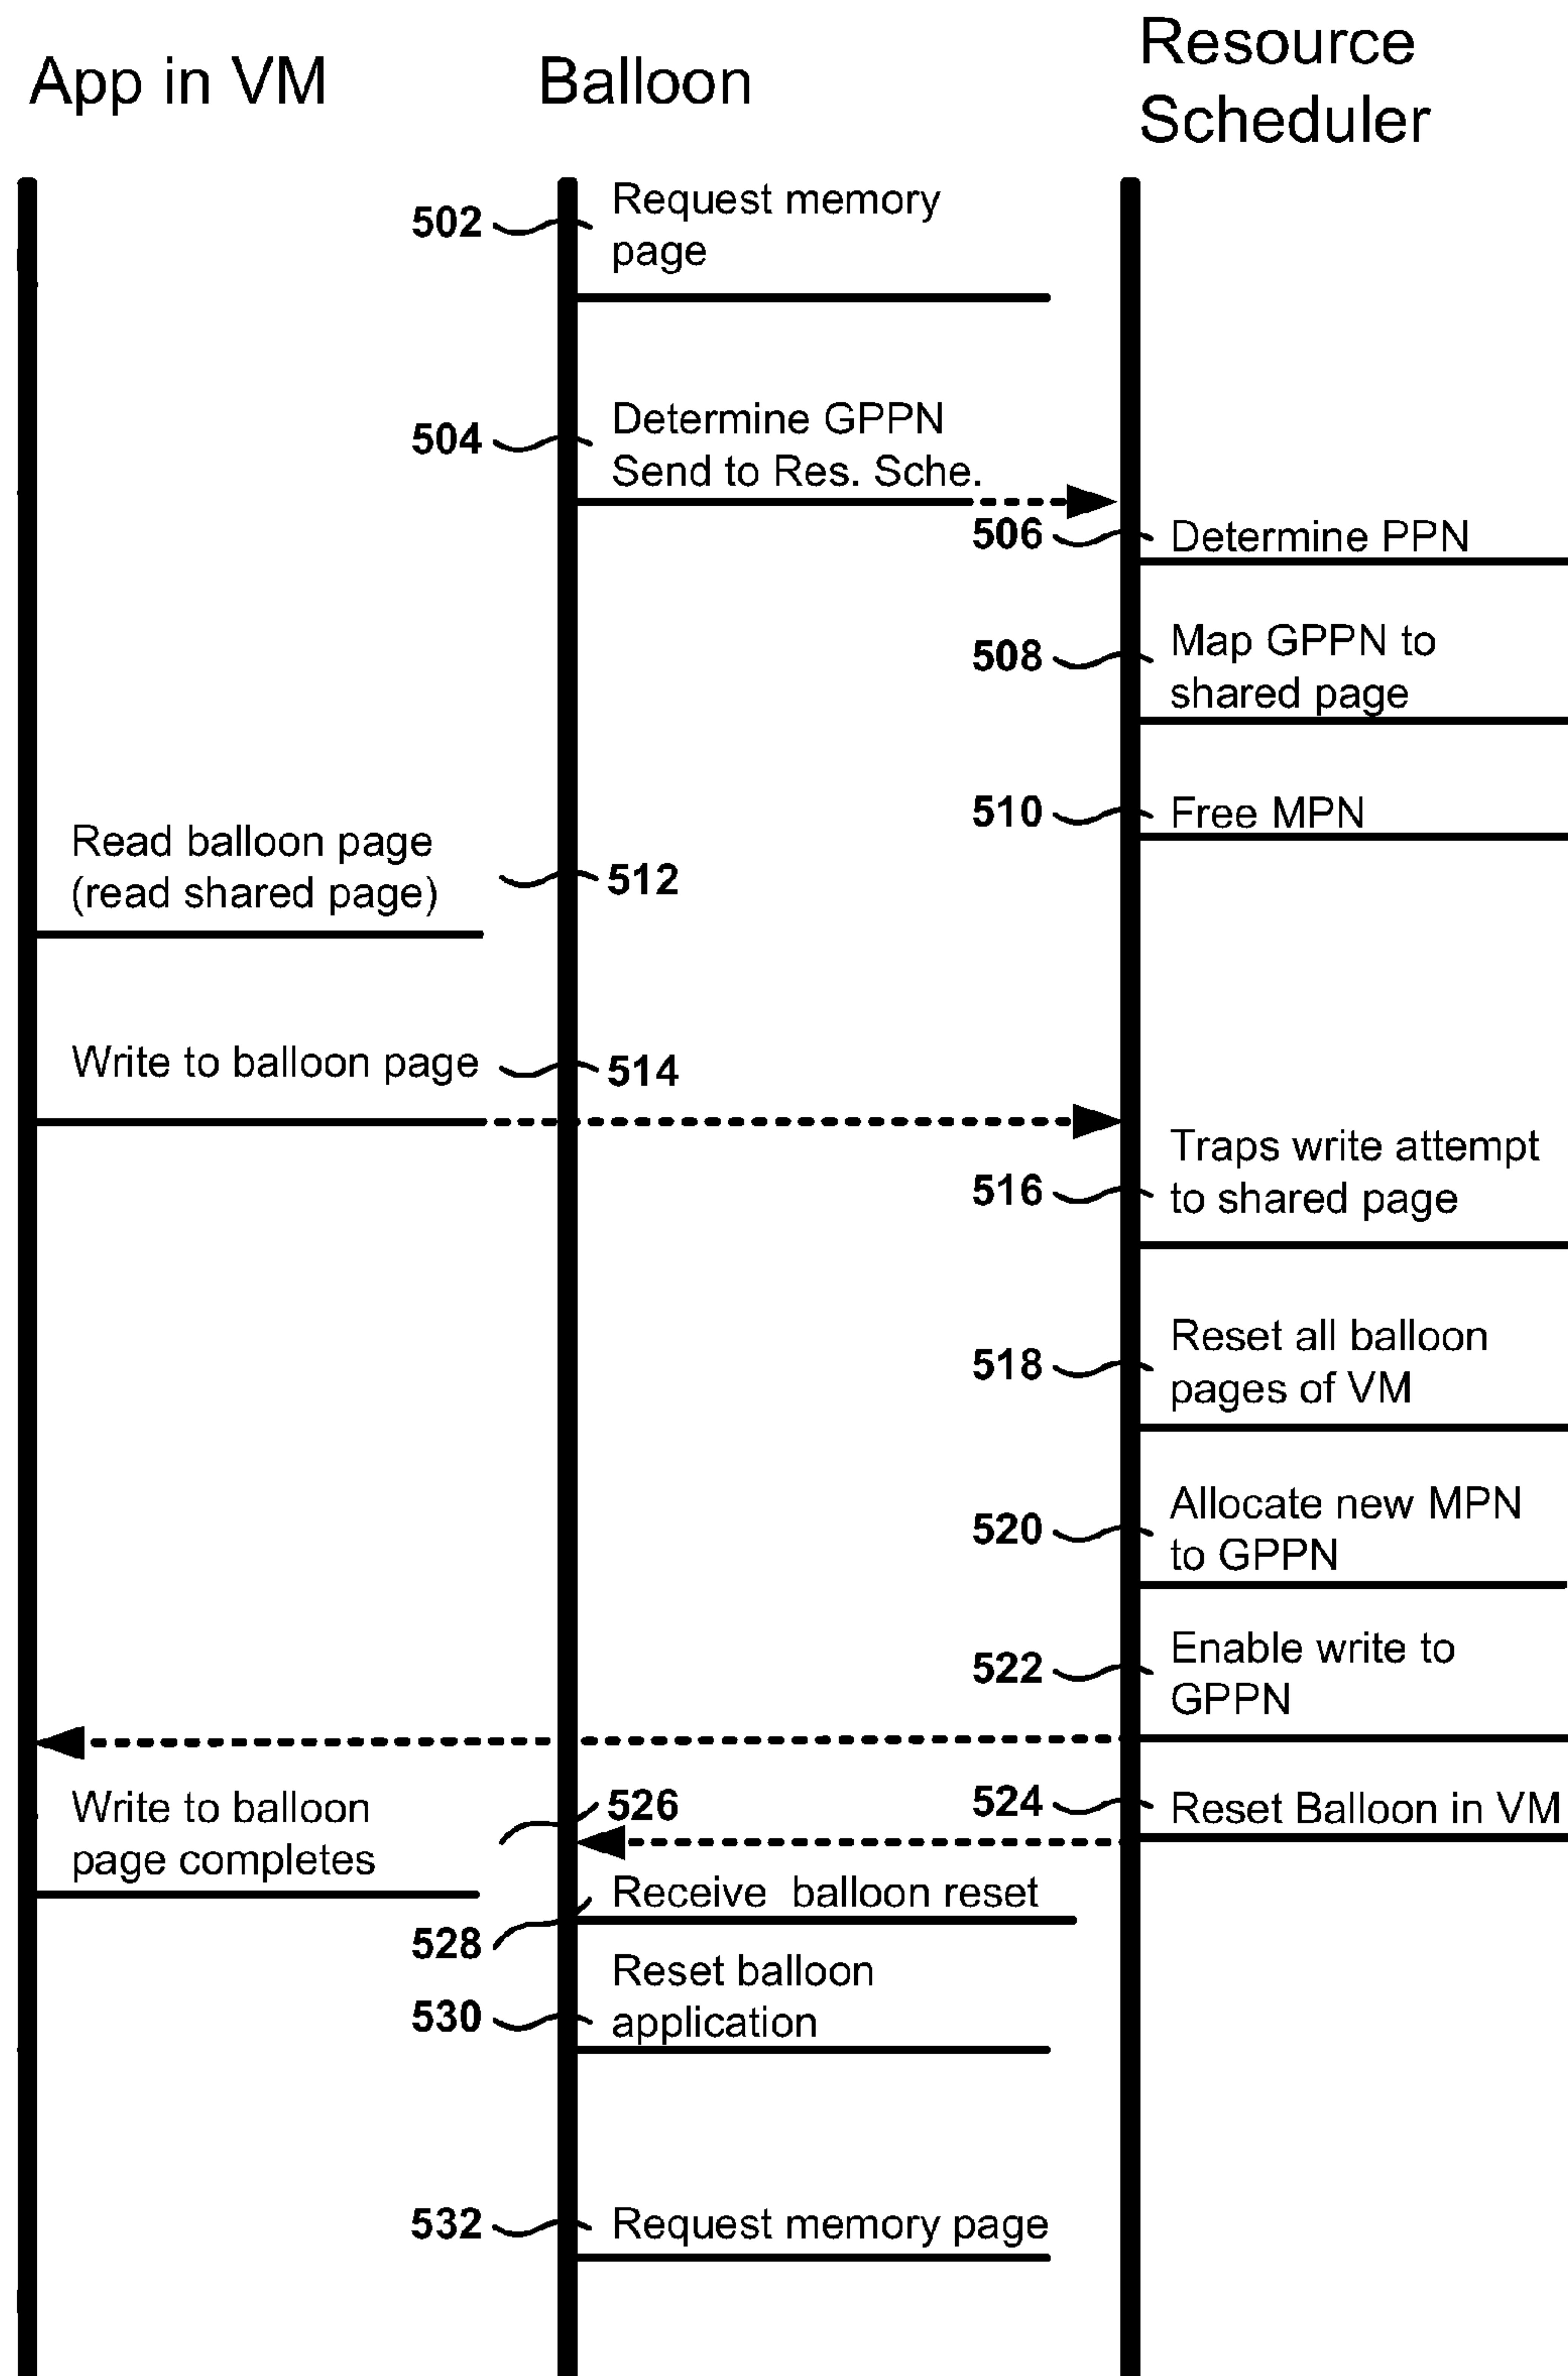 App in VM
Balloon
Resource
Scheduler
502
Request memory
page
504
Determine GPPN
Send to Res. Sche.
506
Determine PPN
508
Map GPPN to
shared page
510
Free MPN
Read balloon page
(read shared page)
512
Write to balloon page
514
516
Traps write attempt
to shared page
518
Reset all balloon
pages of VM
520
Allocate new MPN
to GPPN
522
Enable write to
GPPN
524
Reset Balloon in VM
526
Write to balloon
page completes
528
Receive balloon reset
530
Reset balloon
application
532
Request memory page